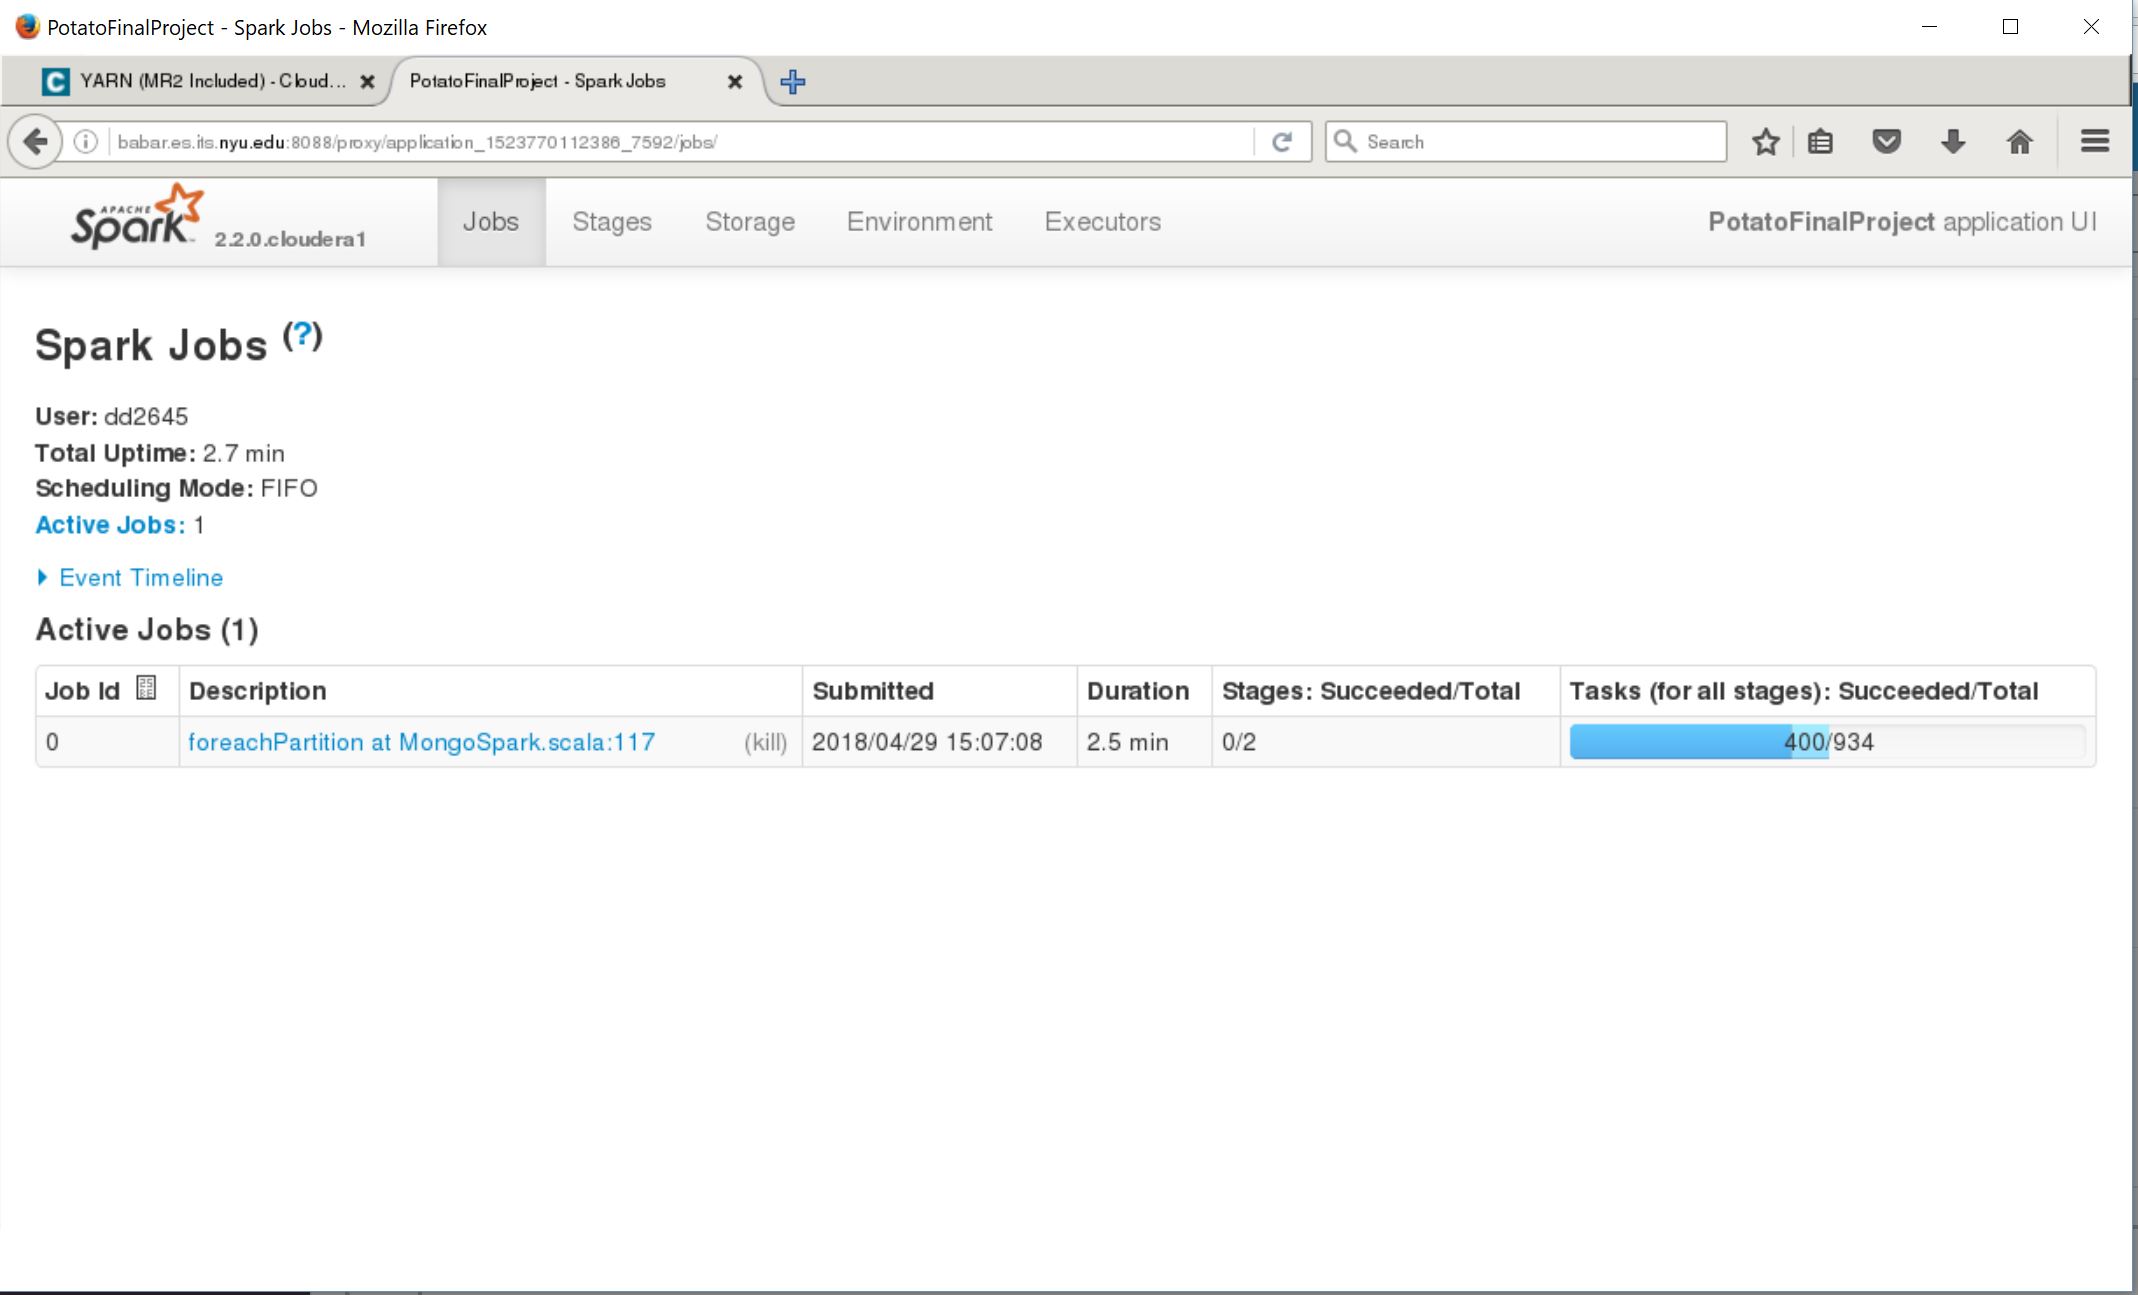 PotatoFinalProject - Spark Jobs - Mozilla Firefox
YARN (MR2 Included) - Cloud... PotatoFinalProject - Spark Jobs
babar.es.its.nyu.edu:8088/proxy/application_1523770112386_7592/jobs/ Search
APACHE Spark 2.2.0.cloudera1 Jobs Stages Storage Environment Executors PotatoFinalProject application UI
Spark Jobs (?)
User: dd2645
Total Uptime: 2.7 min
Scheduling Mode: FIFO
Active Jobs: 1
Event Timeline
Active Jobs (1)
Job Id Description Submitted Duration Stages: Succeeded/Total Tasks (for all stages): Succeeded/Total
0 foreachPartition at MongoSpark.scala:117 (kill) 2018/04/29 15:07:08 2.5 min 0/2 400/934